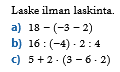 Laske ilman laskinta.
a) 18 − (−3 − 2)
b) 16 : (−4) · 2 : 4
c) 5 + 2 · (3 − 6 · 2)